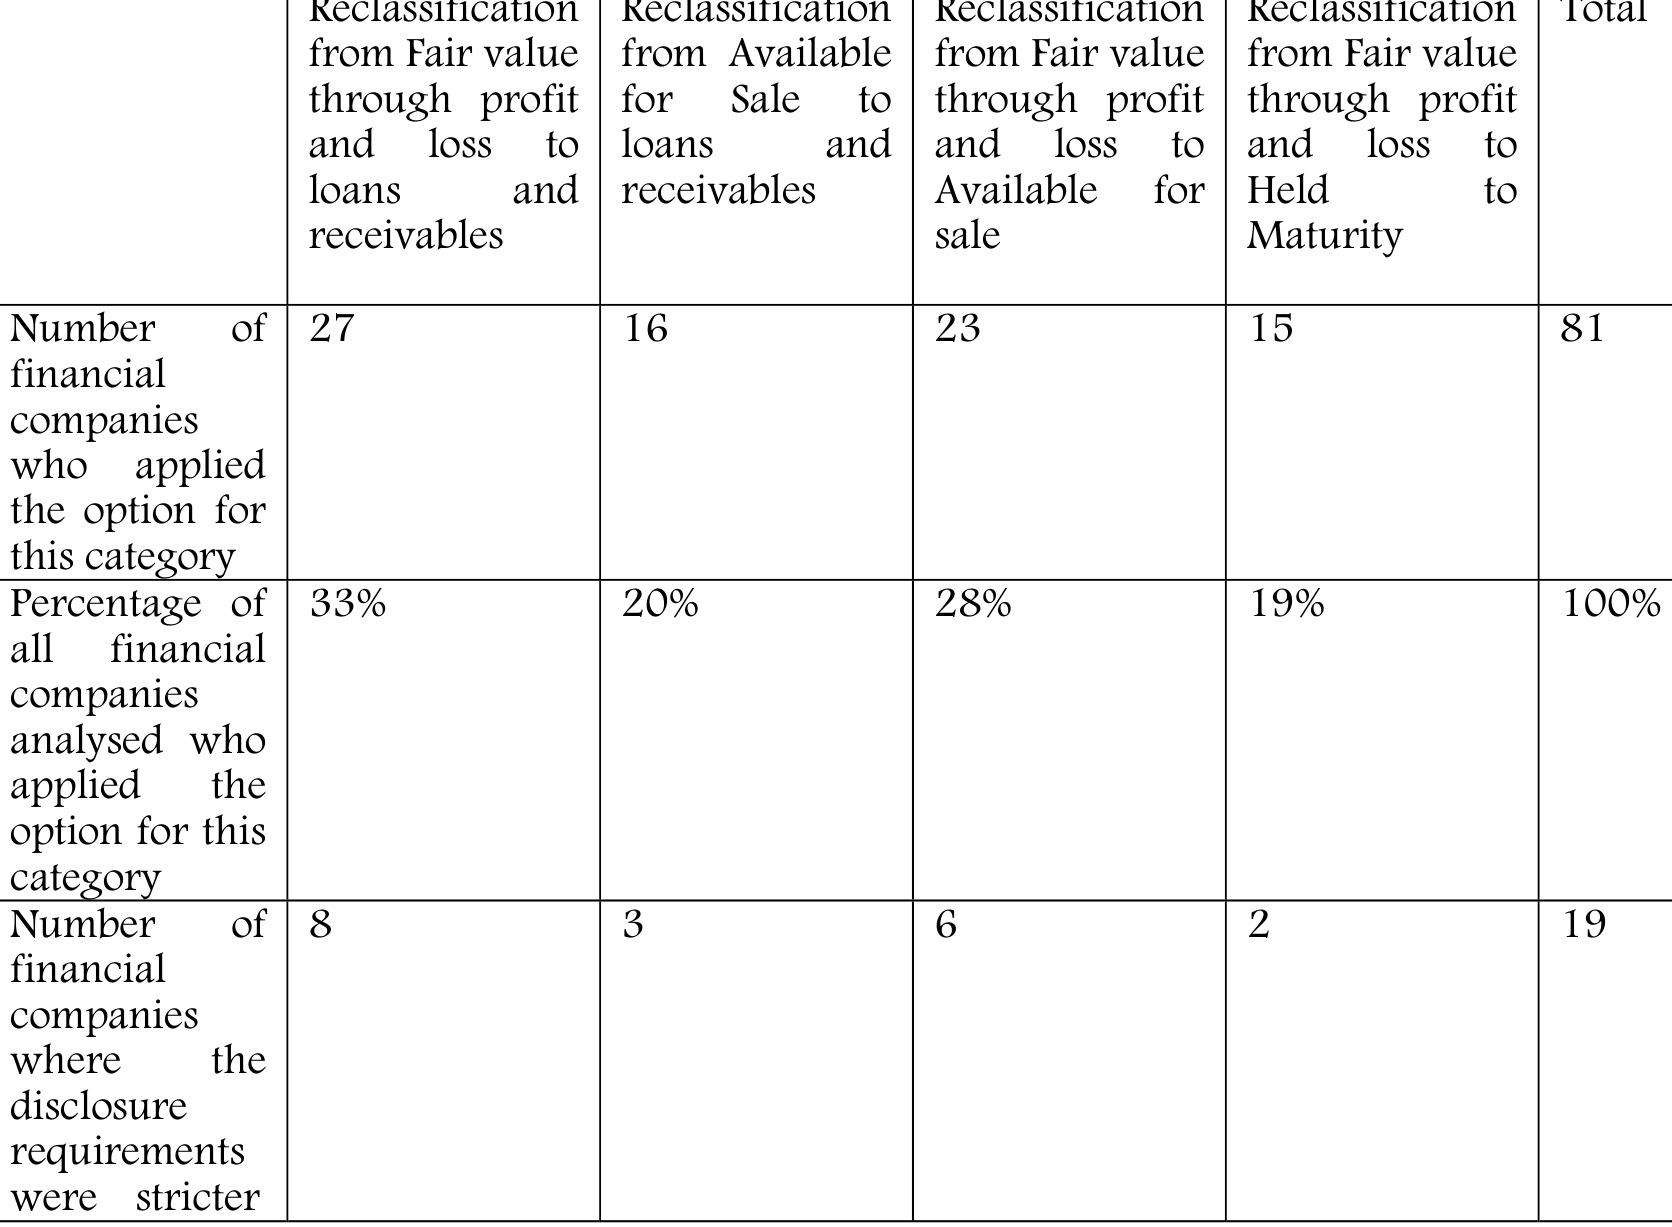 Reclassification from Fair value through profit and loss to loans and receivables
Reclassification from Available for Sale to loans and receivables
Reclassification from Fair value through profit and loss to Available for sale
Reclassification from Fair value through profit and loss to Held to Maturity
Total
Number of
financial
companies
who applied
the option for
this category
27
16
23
15
81
Percentage of
all financial
companies
analysed who
applied the
option for this
category
33%
20%
28%
19%
100%
Number of
financial
companies
where the
disclosure
requirements
were stricter
8
3
6
2
19